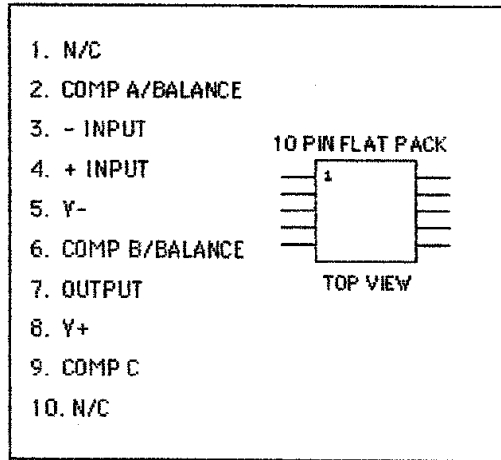 1. N/C
2. COMP A/BALANCE
3. - INPUT
4. + INPUT
5. V-
6. COMP B/BALANCE
7. OUTPUT
8. V+
9. COMP C
10. N/C
10 PIN FLAT PACK
1
TOP VIEW